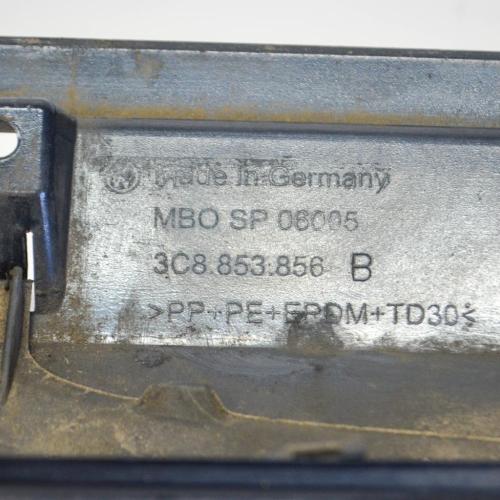 Made in Germany
MBO SP 06005
3C8.853.856 B
>PP+PE+EPDM+TD30<